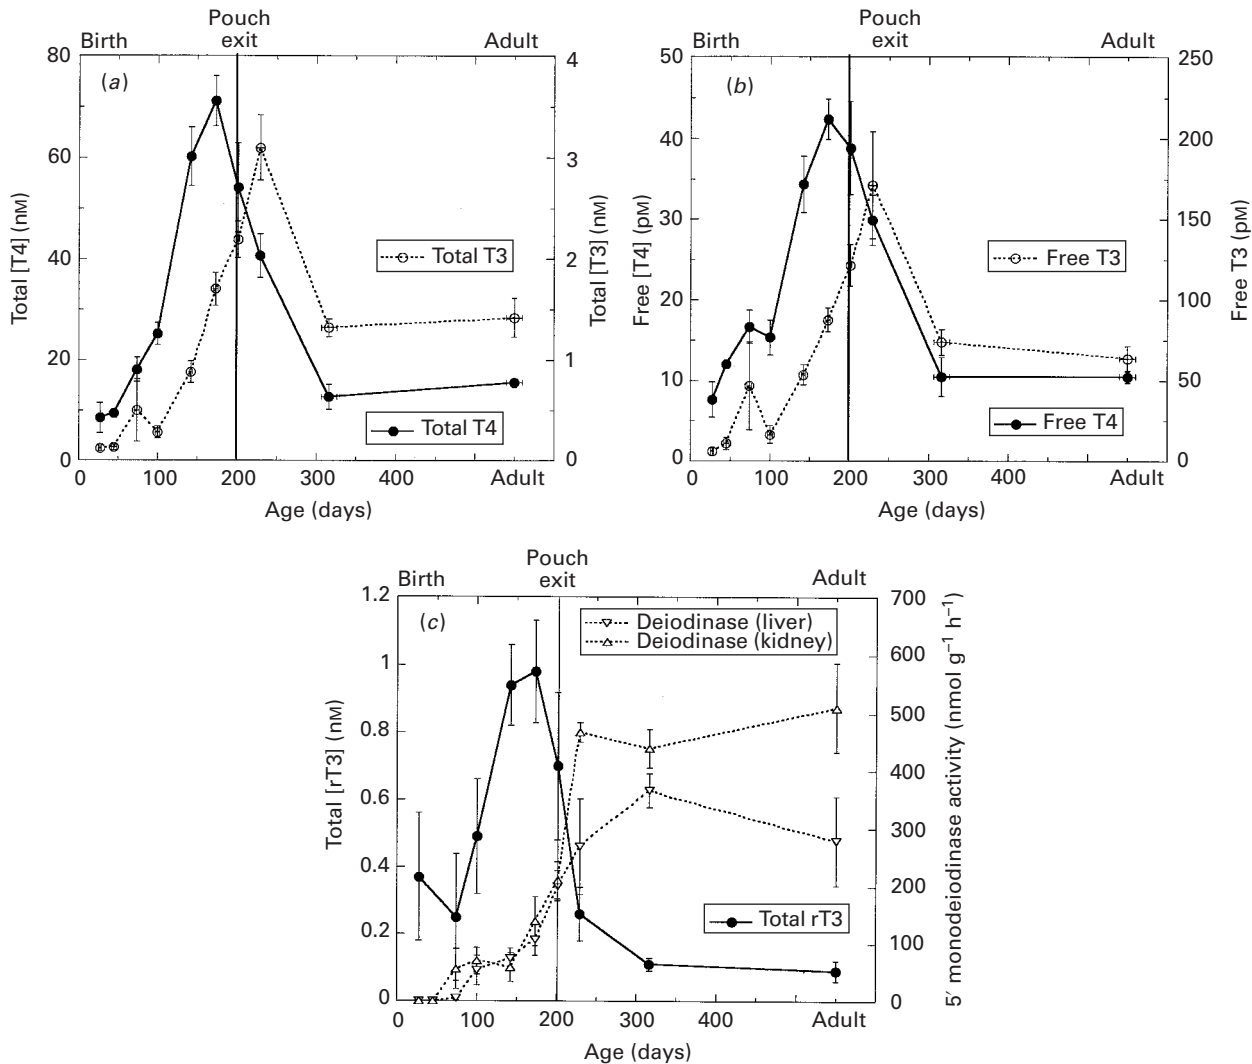 Birth
Pouch
exit
Adult
(a)
80
60
40
20
0
Total [T4] (nM)
4
3
2
1
0
Total [T3] (nM)
Total T3
Total T4
0 100 200 300 400 Adult
Age (days)
Birth
Pouch
exit
Adult
(b)
50
40
30
20
10
0
Free [T4] (pM)
250
200
150
100
50
0
Free T3 (pM)
Free T3
Free T4
0 100 200 300 400 Adult
Age (days)
Birth
Pouch
exit
Adult
(c)
1.2
1
0.8
0.6
0.4
0.2
0
Total [rT3] (nM)
700
600
500
400
300
200
100
0
5′ monodeiodinase activity (nmol g⁻¹ h⁻¹)
Deiodinase (liver)
Deiodinase (kidney)
Total rT3
0 100 200 300 400 Adult
Age (days)